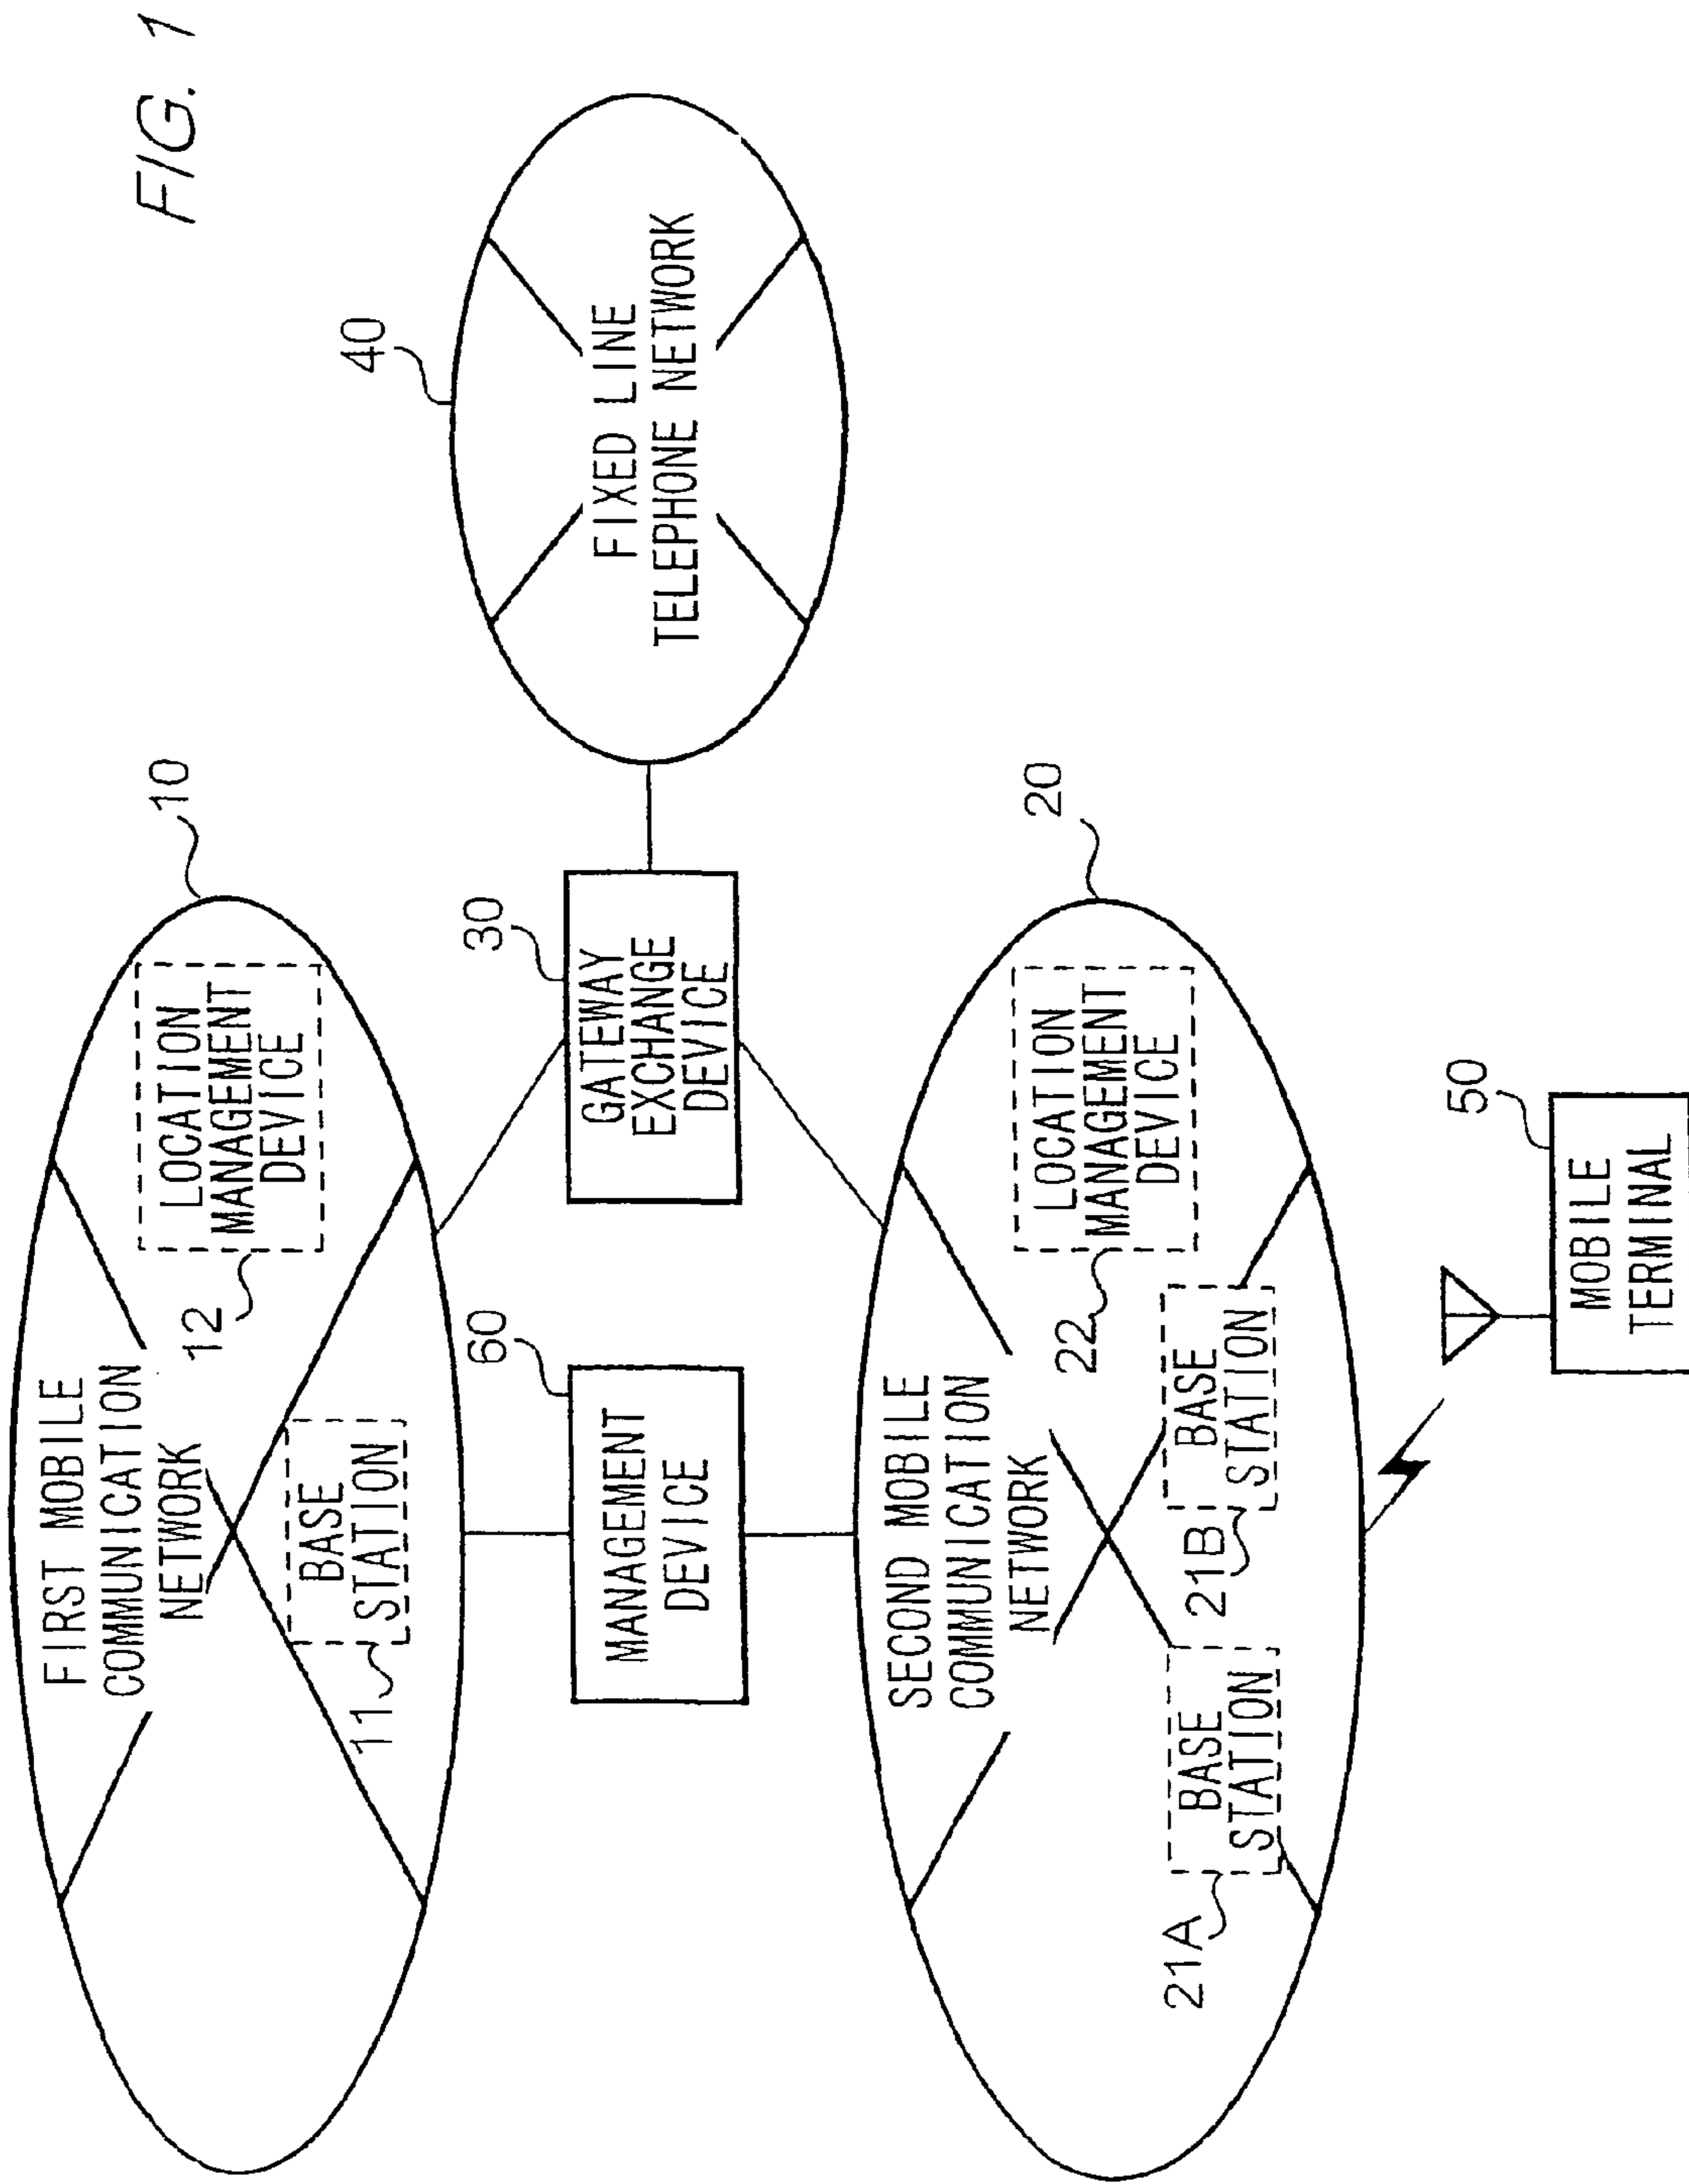 FIG. 1
FIRST MOBILE
COMMUNICATION
NETWORK
10
LOCATION
MANAGEMENT
DEVICE
12
BASE
STATION
11
60
MANAGEMENT
DEVICE
30
GATEWAY
EXCHANGE
DEVICE
40
FIXED LINE
TELEPHONE NETWORK
SECOND MOBILE
COMMUNICATION
NETWORK
20
LOCATION
MANAGEMENT
DEVICE
22
BASE
STATION
21A
BASE
STATION
21B
50
MOBILE
TERMINAL